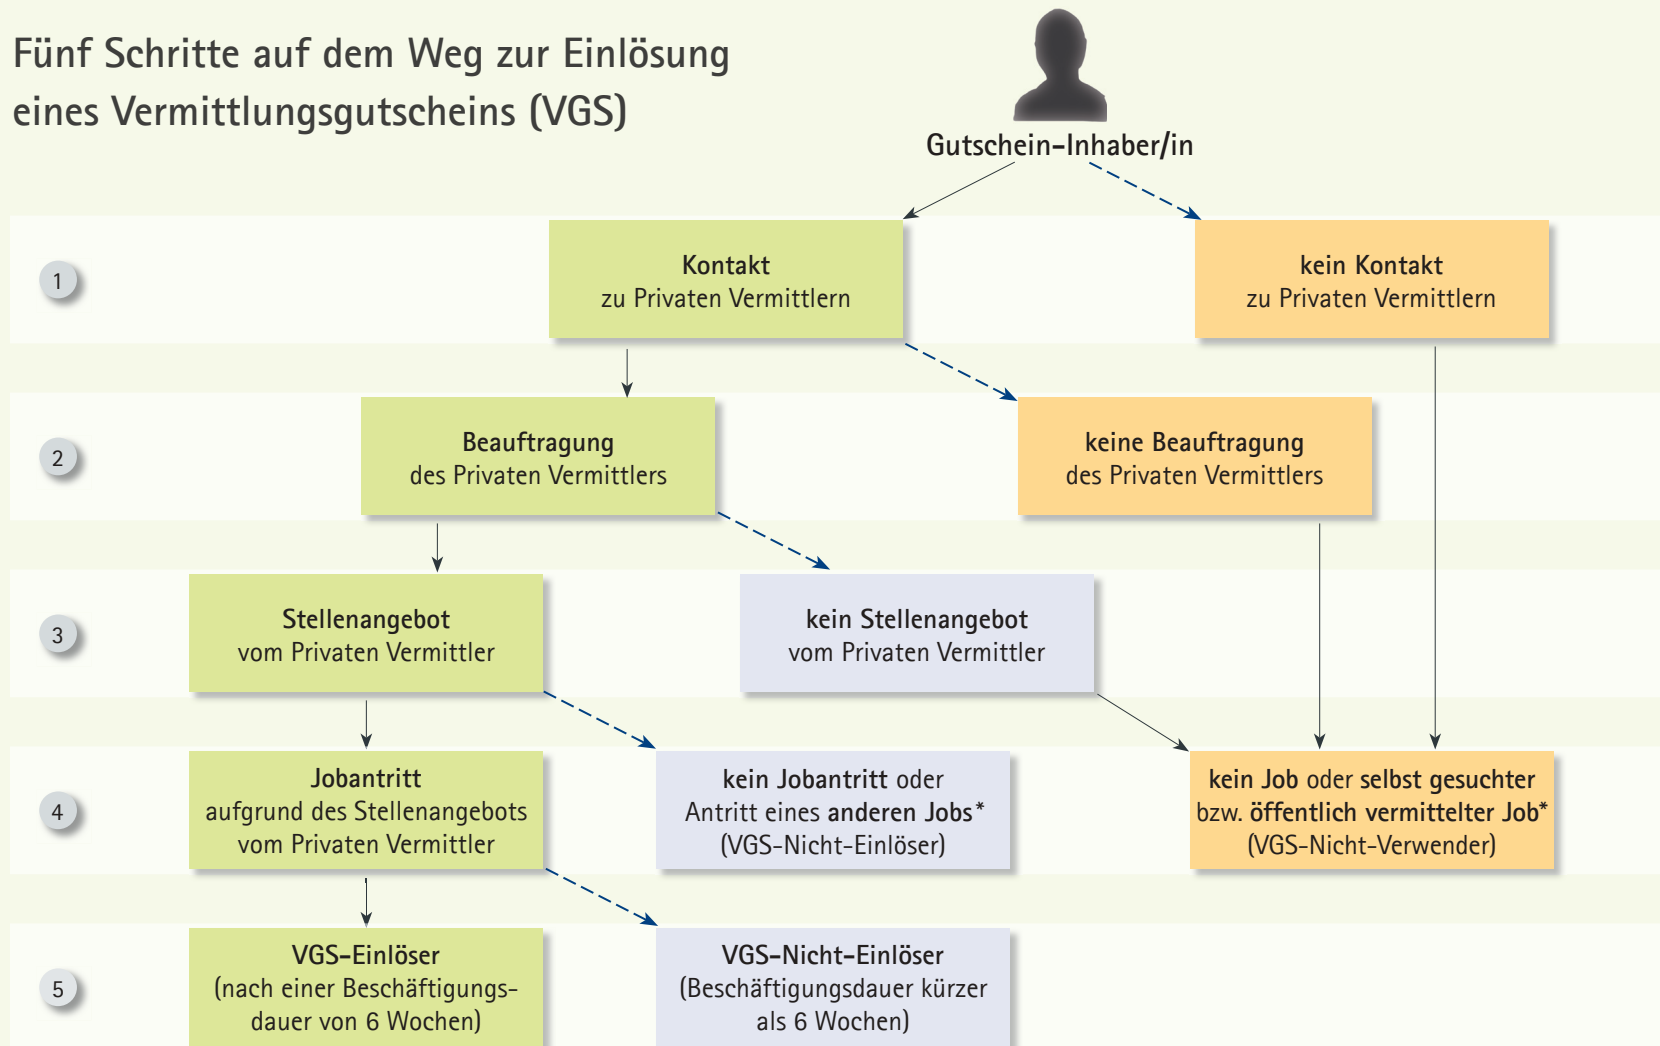 Fünf Schritte auf dem Weg zur Einlösung
eines Vermittlungsgutscheins (VGS)
Gutschein-Inhaber/in
1
Kontakt
zu Privaten Vermittlern
kein Kontakt
zu Privaten Vermittlern
2
Beauftragung
des Privaten Vermittlers
keine Beauftragung
des Privaten Vermittlers
3
Stellenangebot
vom Privaten Vermittler
kein Stellenangebot
vom Privaten Vermittler
4
Jobantritt
aufgrund des Stellenangebots
vom Privaten Vermittler
kein Jobantritt oder
Antritt eines anderen Jobs*
(VGS-Nicht-Einlöser)
kein Job oder selbst gesuchter
bzw. öffentlich vermittelter Job*
(VGS-Nicht-Verwender)
5
VGS-Einlöser
(nach einer Beschäftigungs-
dauer von 6 Wochen)
VGS-Nicht-Einlöser
(Beschäftigungsdauer kürzer
als 6 Wochen)